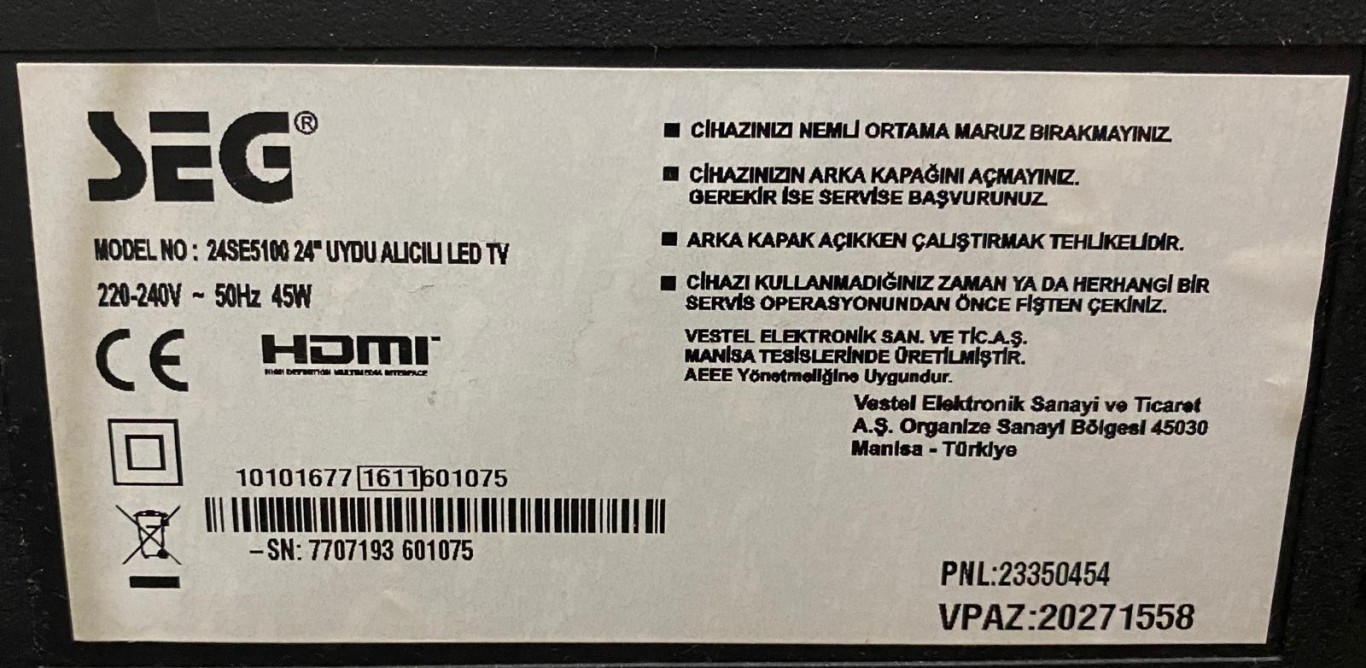 SEG®
MODEL NO : 24SE5100 24" UYDU ALICILI LED TV
220-240V ~ 50Hz 45W
CE
HDMI
HIGH DEFINITION MULTIMEDIA INTERFACE
10101677 1611601075
–SN: 7707193 601075
■ CİHAZINIZI NEMLİ ORTAMA MARUZ BIRAKMAYINIZ.
■ CİHAZINIZIN ARKA KAPAĞINI AÇMAYINIZ.
GEREKİR İSE SERVİSE BAŞVURUNUZ.
■ ARKA KAPAK AÇIKKEN ÇALIŞTIRMAK TEHLİKELİDİR.
■ CİHAZI KULLANMADIĞINIZ ZAMAN YA DA HERHANGİ BİR
SERVİS OPERASYONUNDAN ÖNCE FİŞTEN ÇEKİNİZ.
VESTEL ELEKTRONİK SAN. VE TİC.A.Ş.
MANİSA TESİSLERİNDE ÜRETİLMİŞTİR.
AEEE Yönetmeliğine Uygundur.
Vestel Elektronik Sanayi ve Ticaret
A.Ş. Organize Sanayi Bölgesi 45030
Manisa - Türkiye
PNL:23350454
VPAZ:20271558